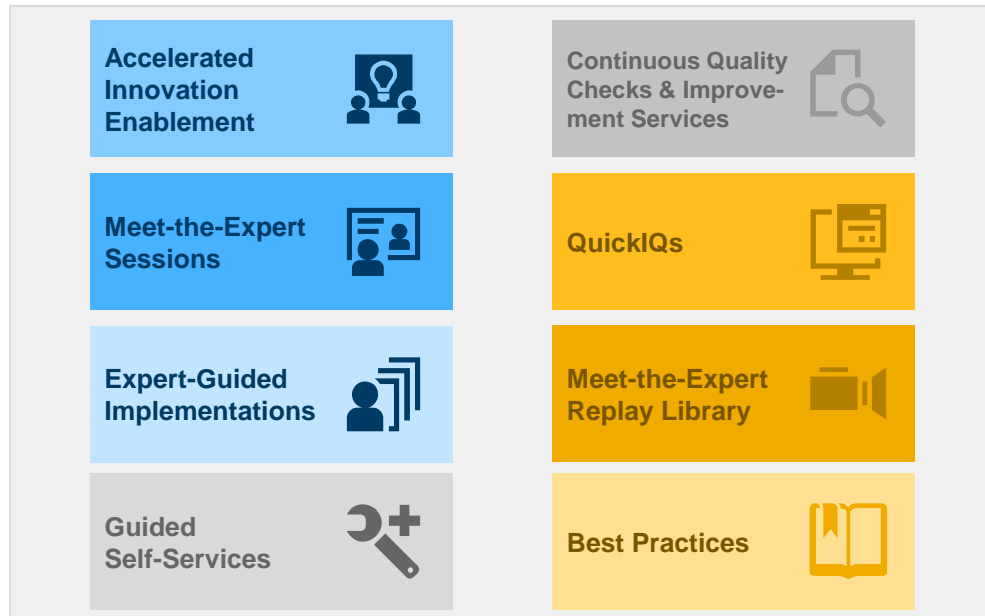 Accelerated
Innovation
Enablement
Continuous Quality
Checks & Improve-
ment Services
Meet-the-Expert
Sessions
QuickIQs
Expert-Guided
Implementations
Meet-the-Expert
Replay Library
Guided
Self-Services
Best Practices